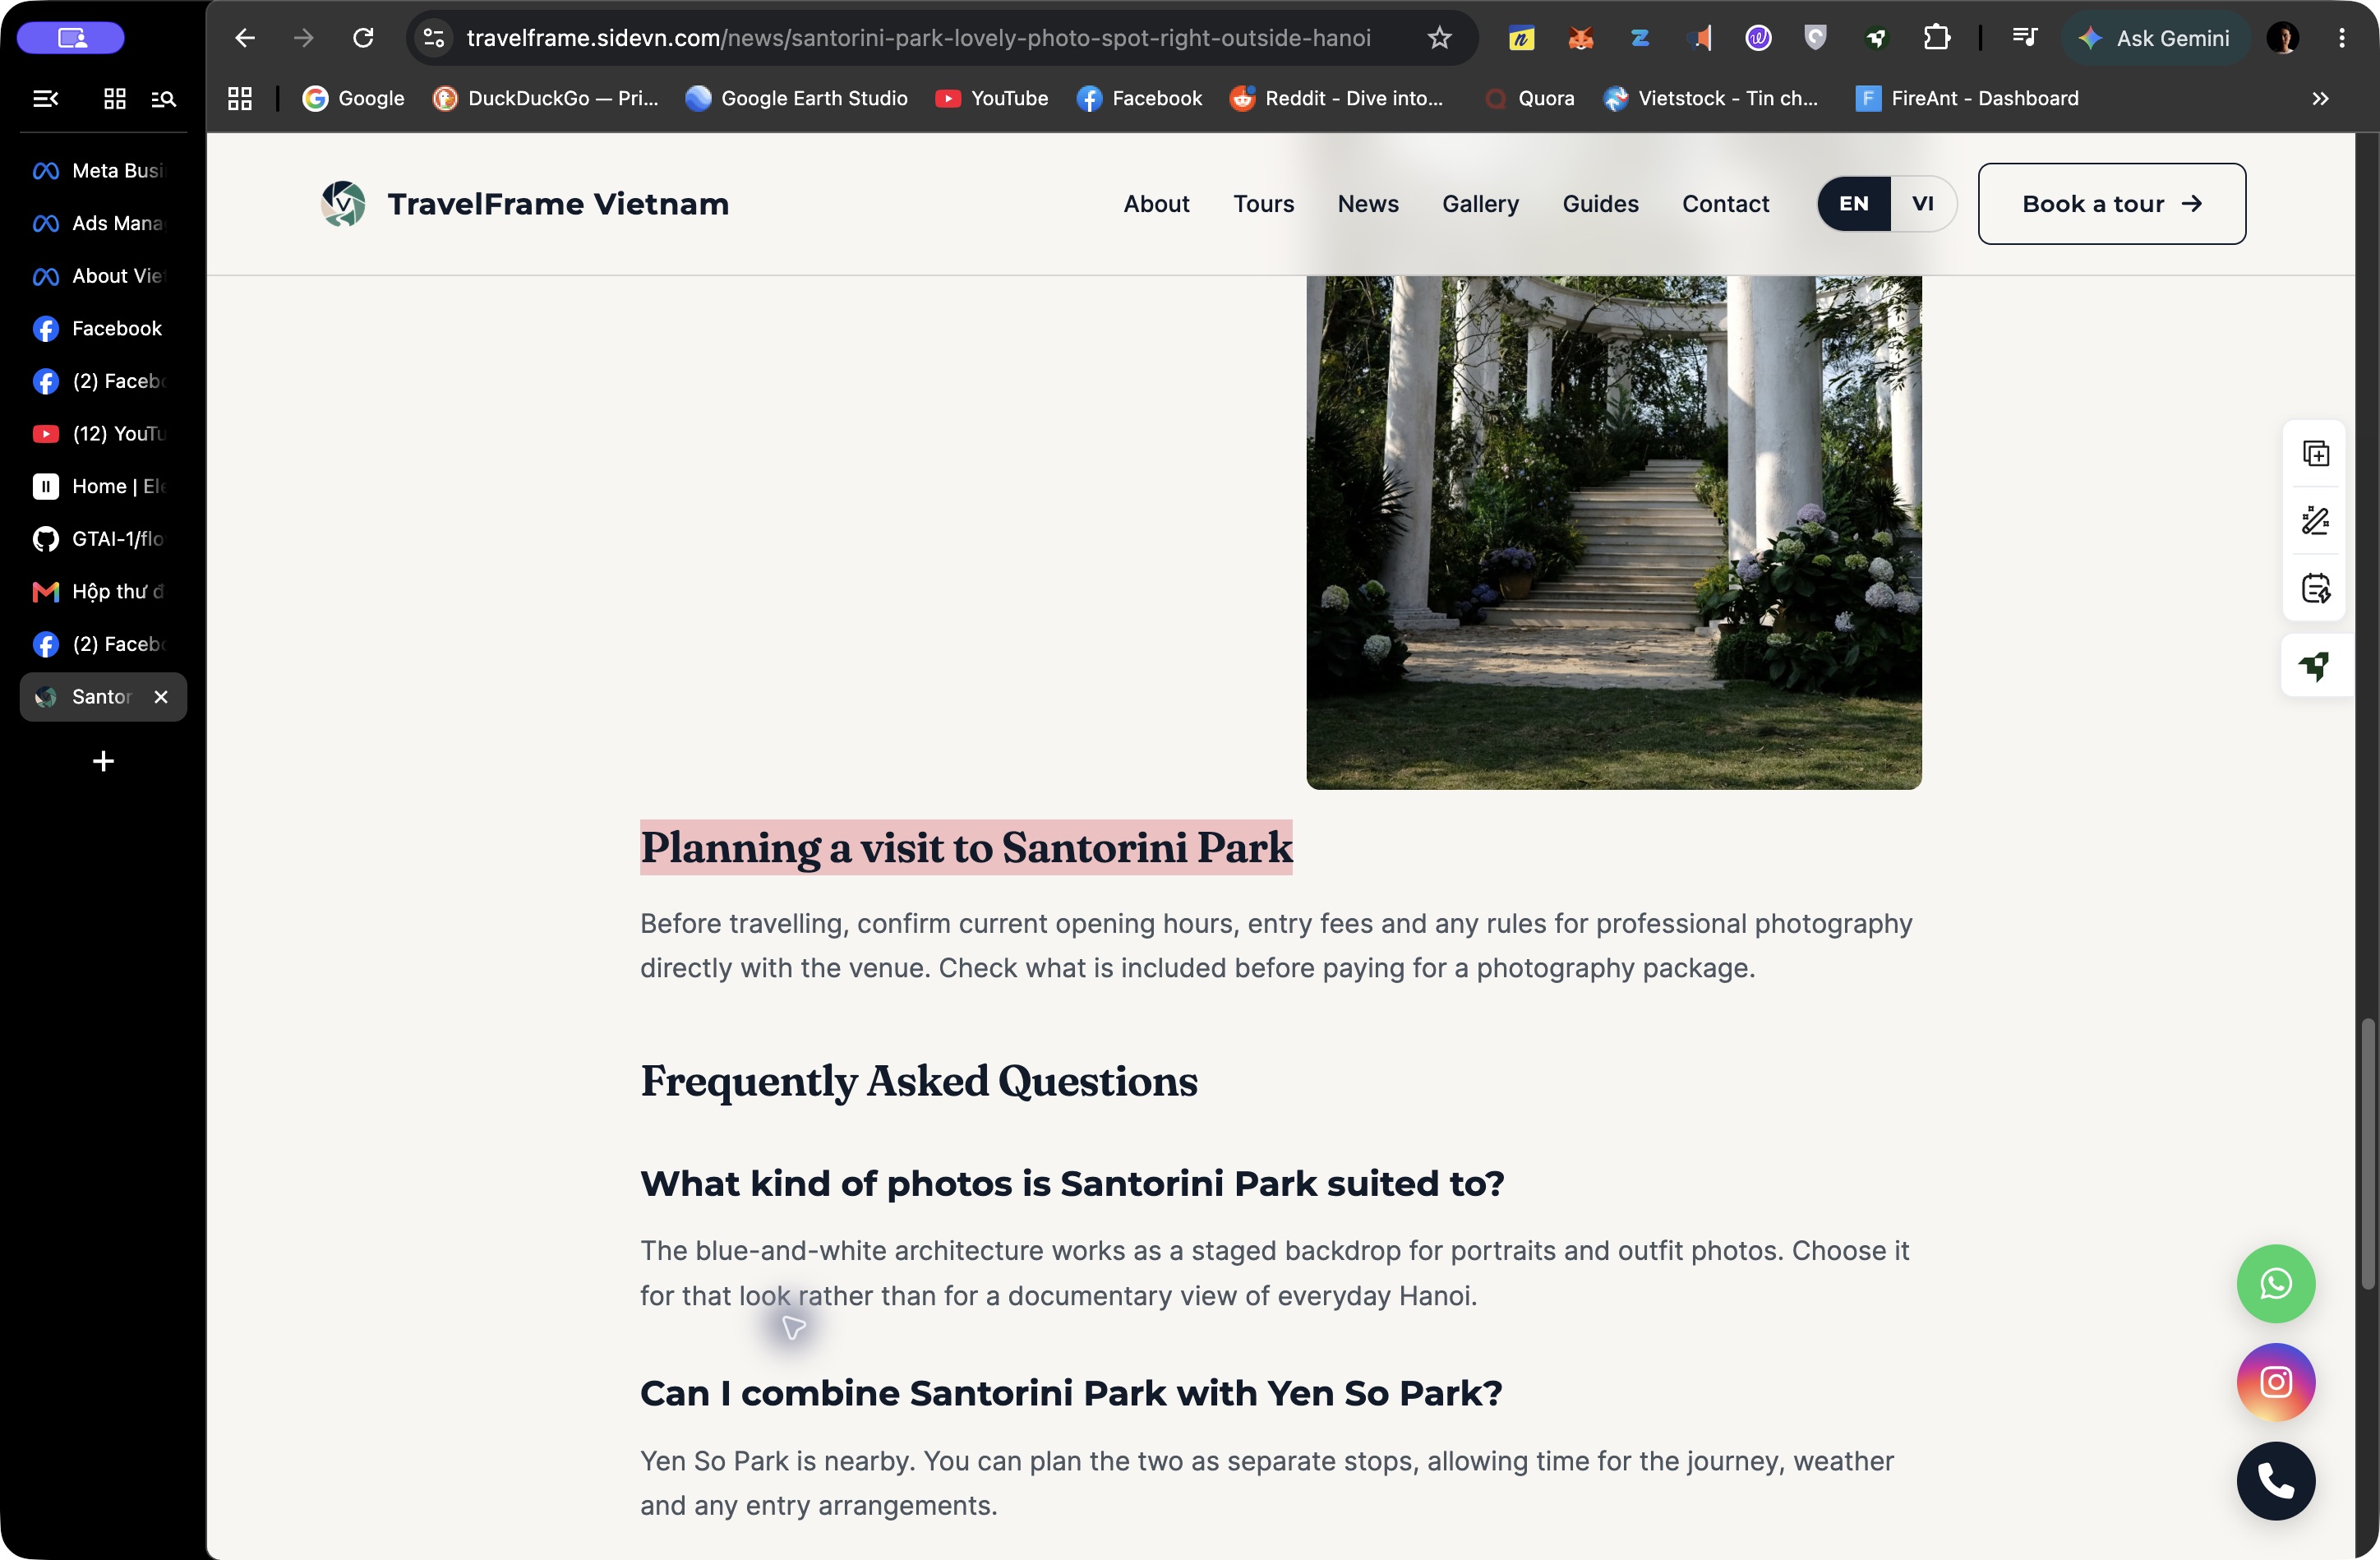 travelframe.sidevn.com/news/santorini-park-lovely-photo-spot-right-outside-hanoi
Ask Gemini
Google
DuckDuckGo — Pri...
Google Earth Studio
YouTube
Facebook
Reddit - Dive into...
Quora
Vietstock - Tin ch...
FireAnt - Dashboard
Meta Busi
Ads Mana
About Vie
Facebook
(2) Facebo
(12) YouTu
Home | Ele
GTAI-1/flo
Hộp thư đ
(2) Facebo
Santor
TravelFrame Vietnam
About
Tours
News
Gallery
Guides
Contact
EN
VI
Book a tour
Planning a visit to Santorini Park
Before travelling, confirm current opening hours, entry fees and any rules for professional photography
directly with the venue. Check what is included before paying for a photography package.
Frequently Asked Questions
What kind of photos is Santorini Park suited to?
The blue-and-white architecture works as a staged backdrop for portraits and outfit photos. Choose it
for that look rather than for a documentary view of everyday Hanoi.
Can I combine Santorini Park with Yen So Park?
Yen So Park is nearby. You can plan the two as separate stops, allowing time for the journey, weather
and any entry arrangements.